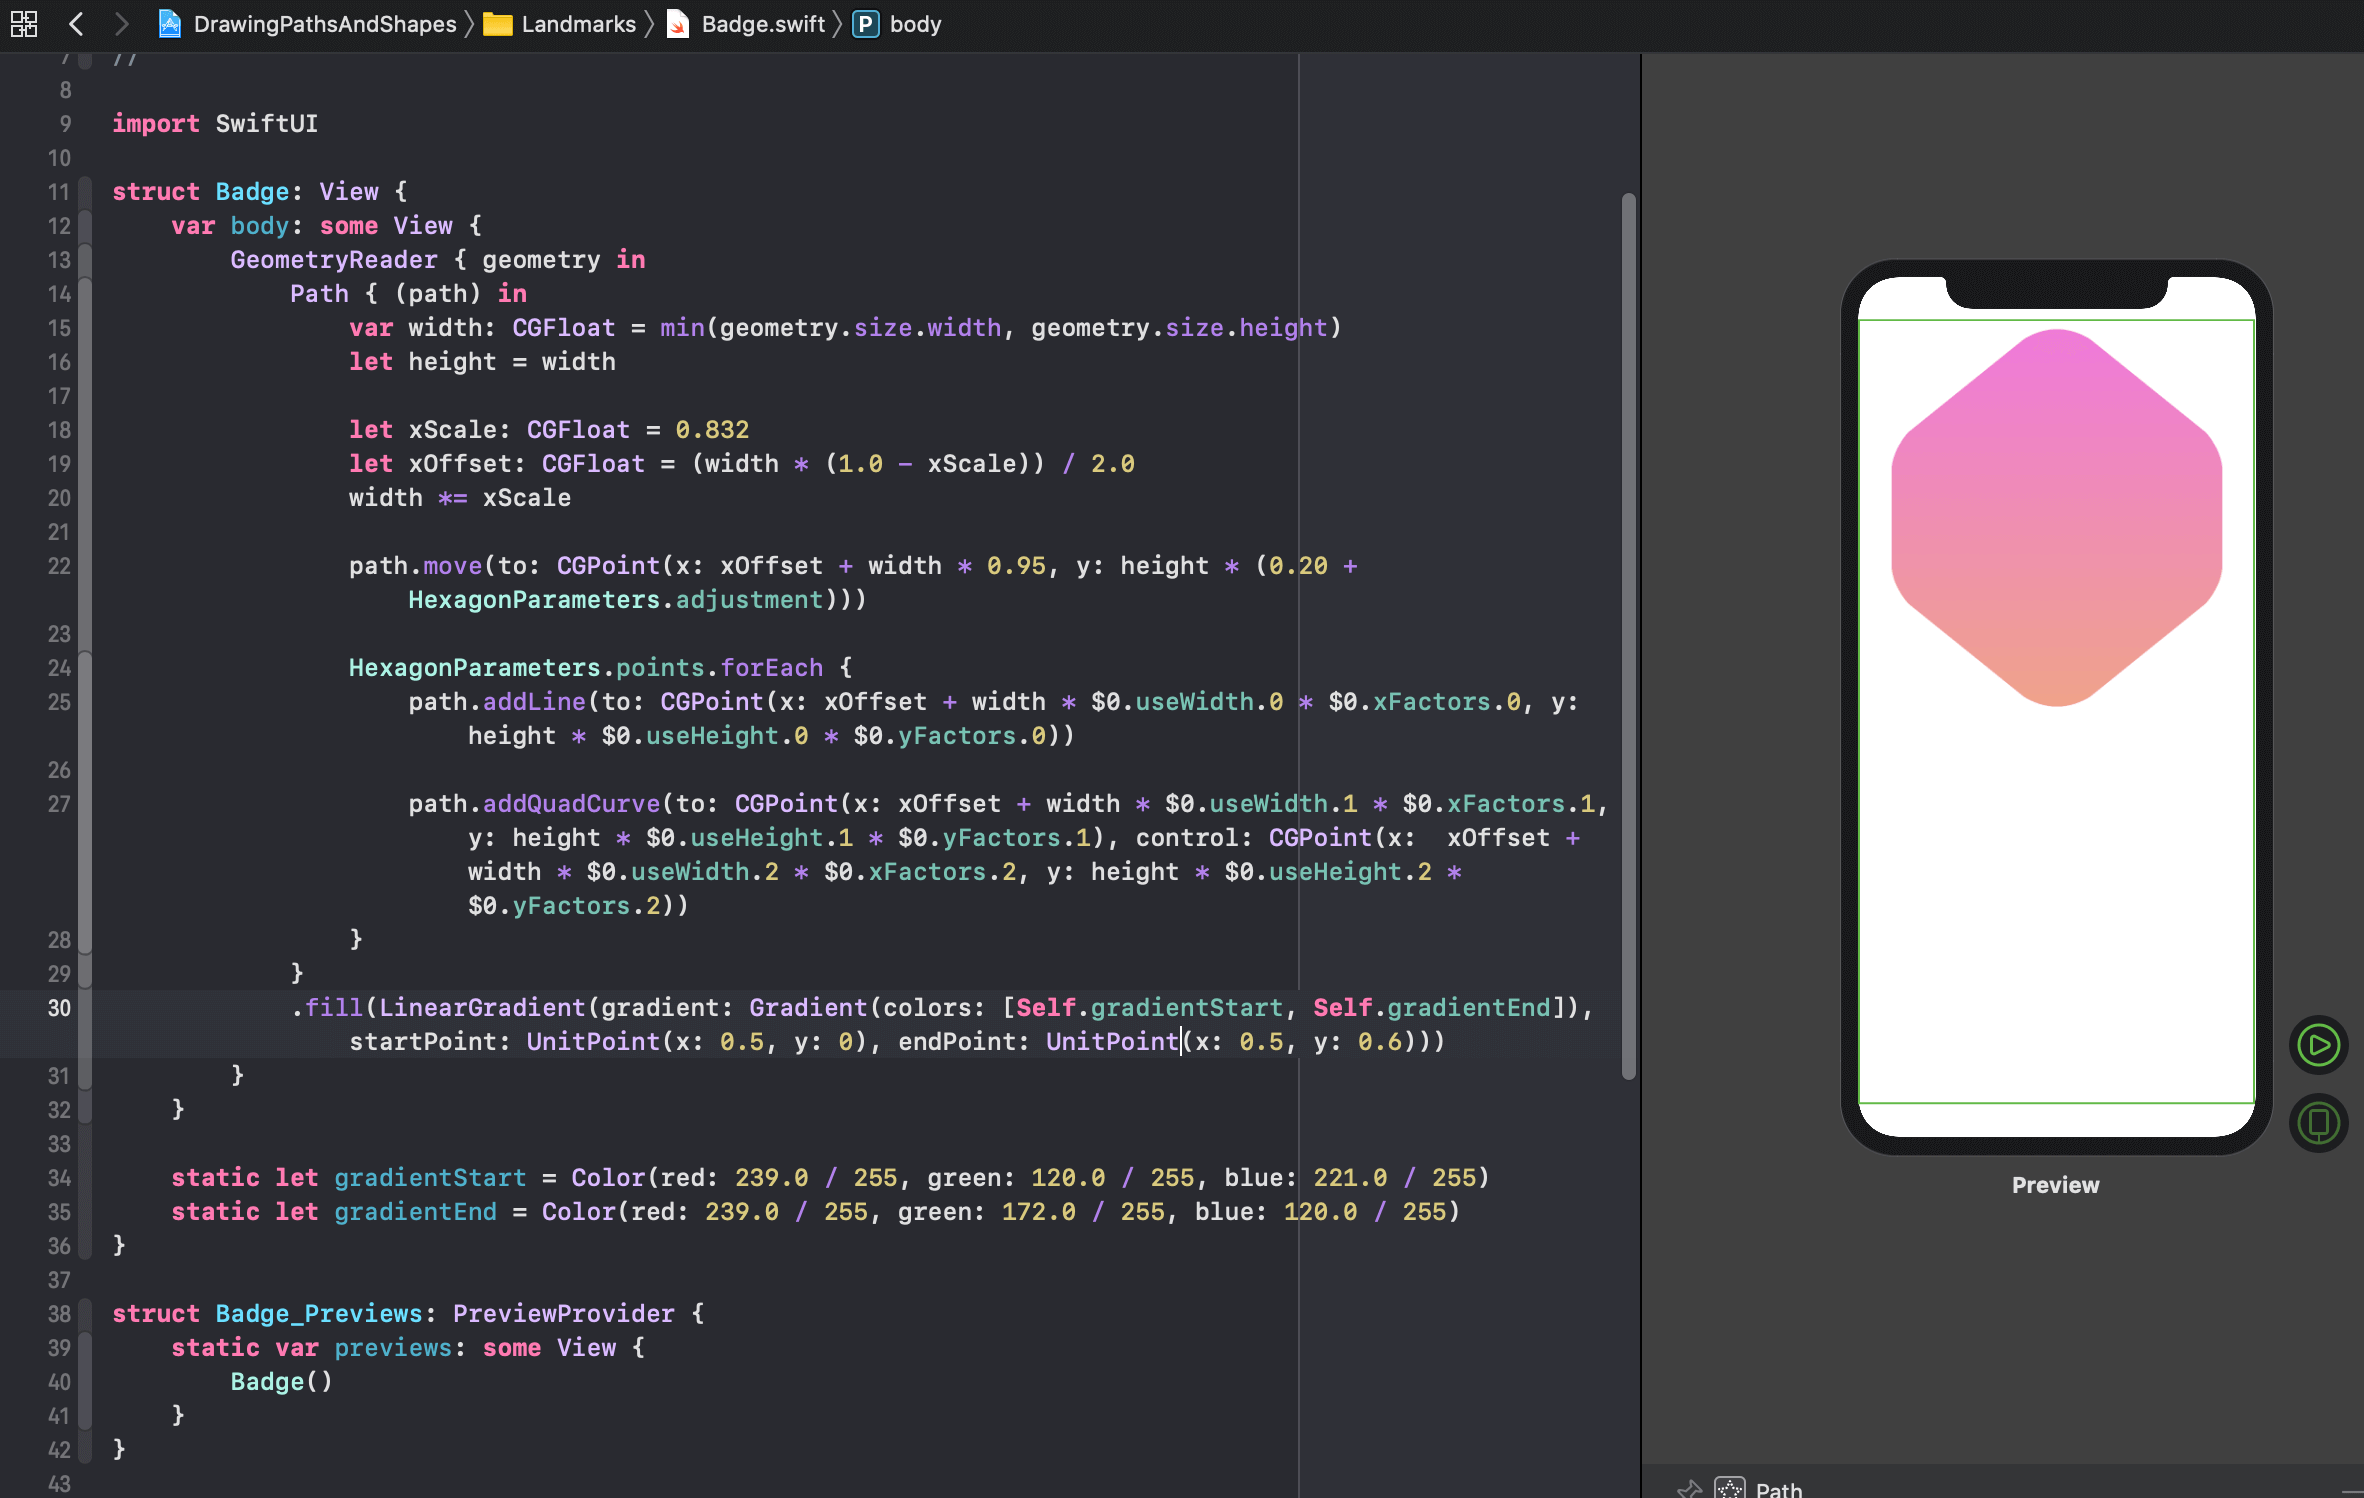 DrawingPathsAndShapes 〉 Landmarks 〉 Badge.swift 〉 P body
7 //
8
9 import SwiftUI
10
11 struct Badge: View {
12 var body: some View {
13 GeometryReader { geometry in
14 Path { (path) in
15 var width: CGFloat = min(geometry.size.width, geometry.size.height)
16 let height = width
17
18 let xScale: CGFloat = 0.832
19 let xOffset: CGFloat = (width * (1.0 - xScale)) / 2.0
20 width *= xScale
21
22 path.move(to: CGPoint(x: xOffset + width * 0.95, y: height * (0.20 +
HexagonParameters.adjustment)))
23
24 HexagonParameters.points.forEach {
25 path.addLine(to: CGPoint(x: xOffset + width * $0.useWidth.0 * $0.xFactors.0, y:
height * $0.useHeight.0 * $0.yFactors.0))
26
27 path.addQuadCurve(to: CGPoint(x: xOffset + width * $0.useWidth.1 * $0.xFactors.1,
y: height * $0.useHeight.1 * $0.yFactors.1), control: CGPoint(x:  xOffset +
width * $0.useWidth.2 * $0.xFactors.2, y: height * $0.useHeight.2 *
$0.yFactors.2))
28 }
29 }
30 .fill(LinearGradient(gradient: Gradient(colors: [Self.gradientStart, Self.gradientEnd]),
startPoint: UnitPoint(x: 0.5, y: 0), endPoint: UnitPoint(x: 0.5, y: 0.6)))
31 }
32 }
33
34 static let gradientStart = Color(red: 239.0 / 255, green: 120.0 / 255, blue: 221.0 / 255)
35 static let gradientEnd = Color(red: 239.0 / 255, green: 172.0 / 255, blue: 120.0 / 255)
36 }
37
38 struct Badge_Previews: PreviewProvider {
39 static var previews: some View {
40 Badge()
41 }
42 }
43
Preview
Path